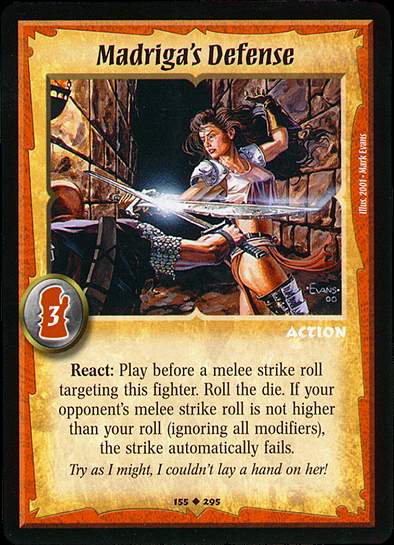 Madriga's Defense
Illus. 2001 • Mark Evans
•EVANS•
00
3
ACTION
React: Play before a melee strike roll
targeting this fighter. Roll the die. If your
opponent's melee strike roll is not higher
than your roll (ignoring all modifiers),
the strike automatically fails.
Try as I might, I couldn't lay a hand on her!
155 ◆ 295